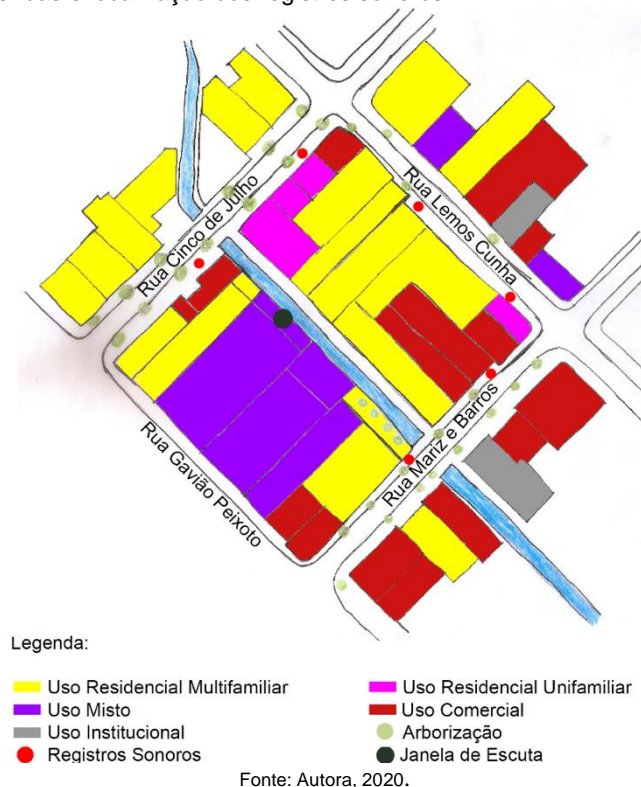 Rua Cinco de Julho
Rua Lemos Cunha
Rua Gavião Peixoto
Rua Mariz e Barros
Legenda:
Uso Residencial Multifamiliar
Uso Residencial Unifamiliar
Uso Misto
Uso Comercial
Uso Institucional
Arborização
Registros Sonoros
Janela de Escuta
Fonte: Autora, 2020.